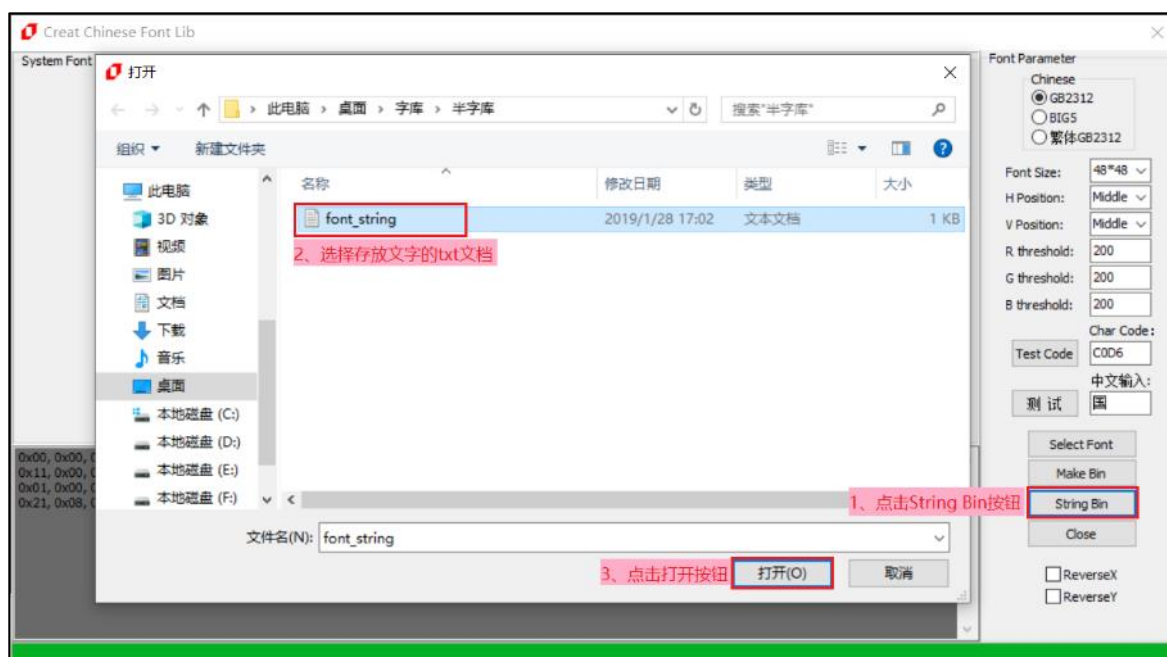 Creat Chinese Font Lib
System Font
打开
此电脑 › 桌面 › 字库 › 半字库
搜索"半字库"
组织
新建文件夹
此电脑
3D 对象
视频
图片
文档
下载
音乐
桌面
本地磁盘 (C:)
本地磁盘 (D:)
本地磁盘 (E:)
本地磁盘 (F:)
名称 修改日期 类型 大小
font_string 2019/1/28 17:02 文本文档 1 KB
2、选择存放文字的txt文档
文件名(N): font_string
3、点击打开按钮
打开(O)
取消
0x00, 0x00,
0x11, 0x00,
0x01, 0x00,
0x21, 0x08,
Font Parameter
Chinese
GB2312
BIG5
繁体GB2312
Font Size: 48*48
H Position: Middle
V Position: Middle
R threshold: 200
G threshold: 200
B threshold: 200
Char Code:
Test Code C0D6
中文输入:
测 试 国
Select Font
Make Bin
1、点击String Bin按钮
String Bin
Close
ReverseX
ReverseY